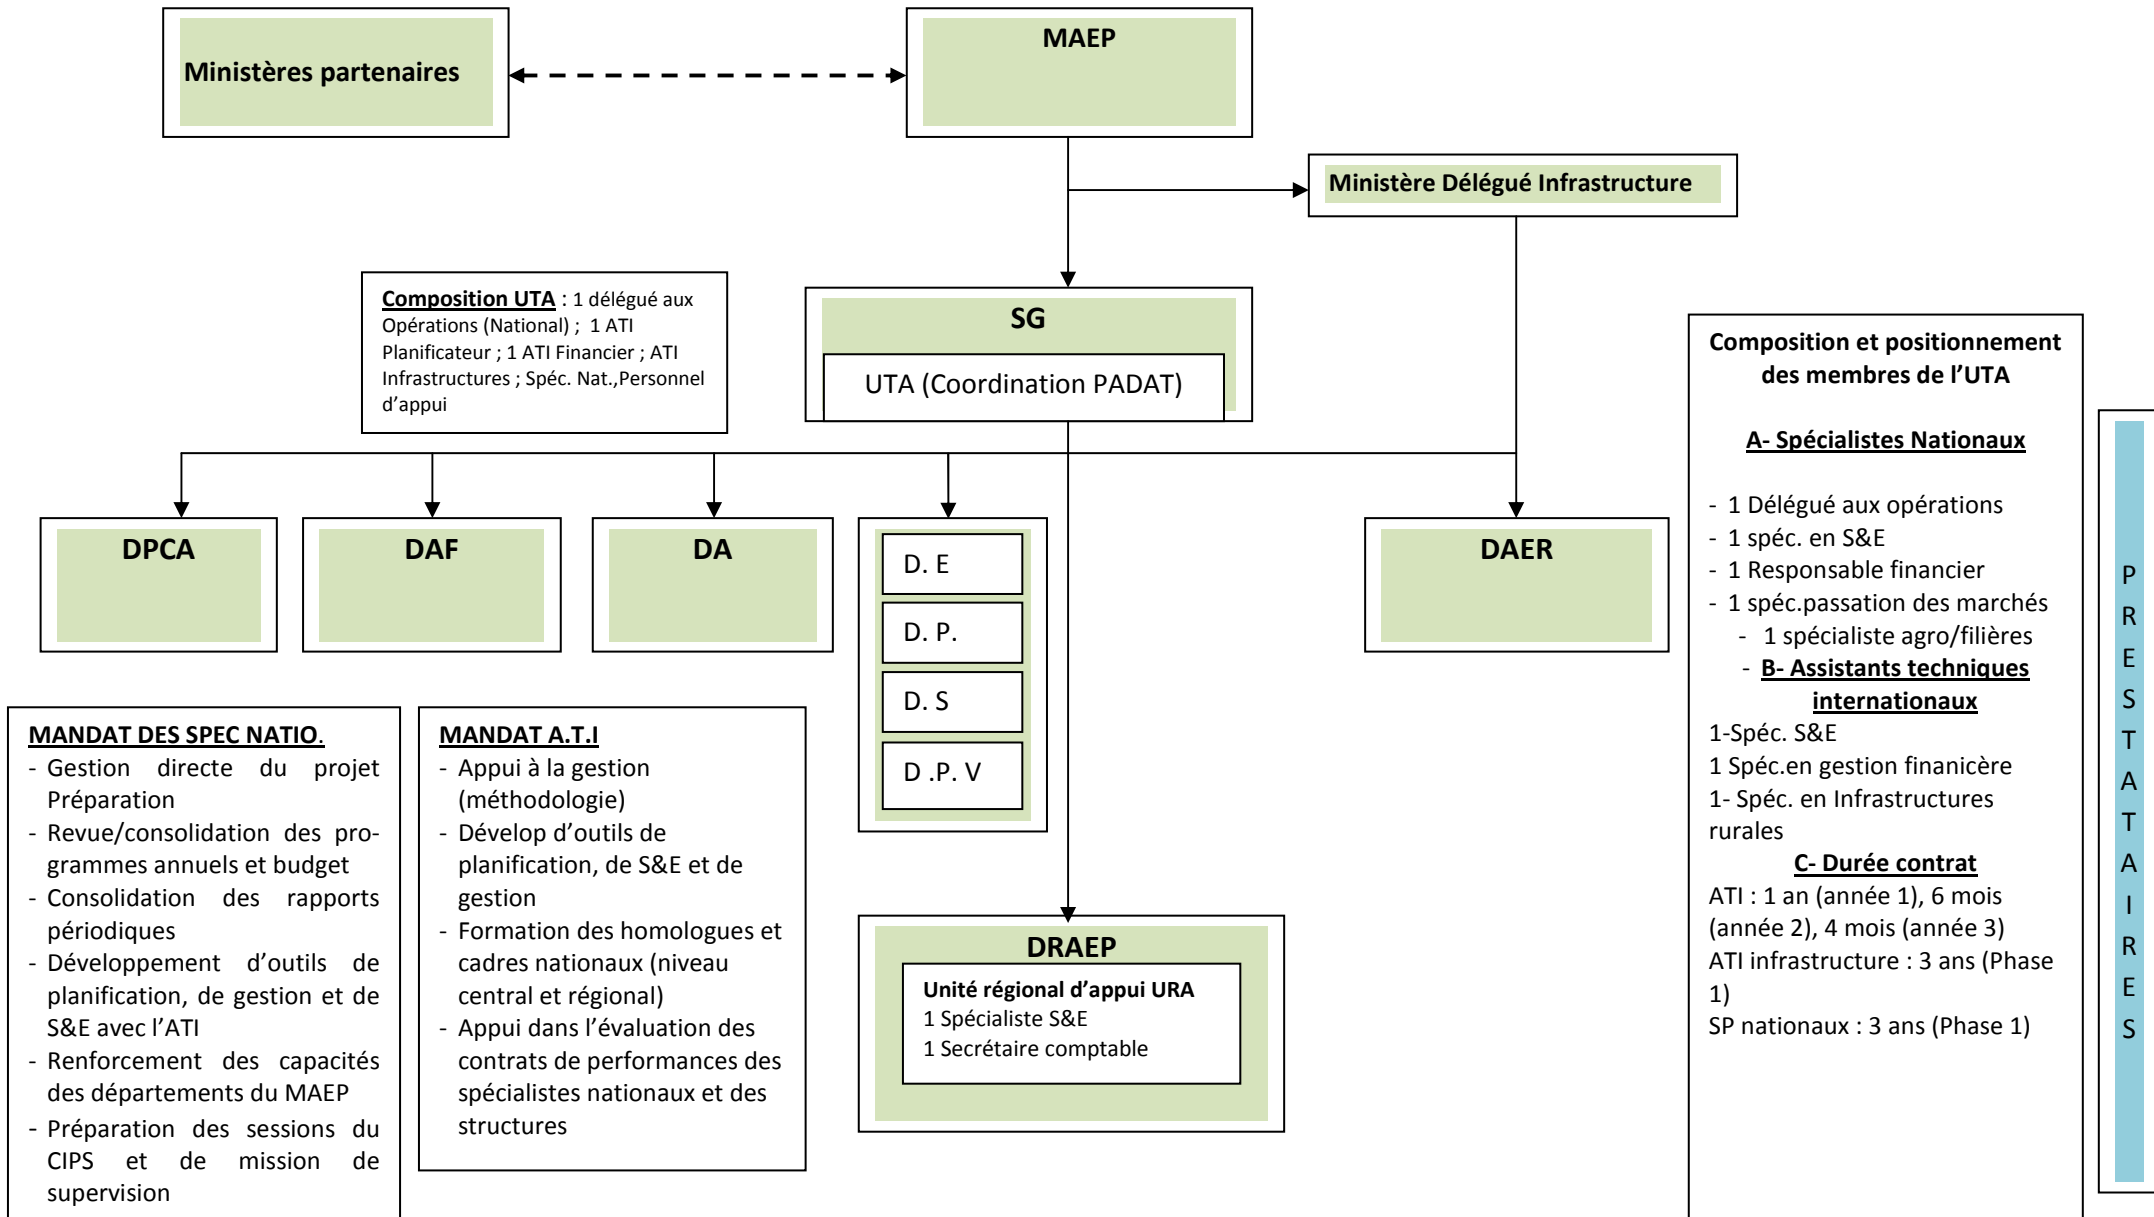 Ministères partenaires
MAEP
Ministère Délégué Infrastructure
Composition UTA : 1 délégué aux
Opérations (National) ; 1 ATI
Planificateur ; 1 ATI Financier ; ATI
Infrastructures ; Spéc. Nat.,Personnel
d’appui
SG
UTA (Coordination PADAT)
DPCA
DAF
DA
D. E
D. P.
D. S
D .P. V
DAER
MANDAT DES SPEC NATIO.
- Gestion directe du projet
Préparation
- Revue/consolidation des pro-
grammes annuels et budget
- Consolidation des rapports
périodiques
- Développement d’outils de
planification, de gestion et de
S&E avec l’ATI
- Renforcement des capacités
des départements du MAEP
- Préparation des sessions du
CIPS et de mission de
supervision
MANDAT A.T.I
- Appui à la gestion
(méthodologie)
- Dévelop d’outils de
planification, de S&E et de
gestion
- Formation des homologues et
cadres nationaux (niveau
central et régional)
- Appui dans l’évaluation des
contrats de performances des
spécialistes nationaux et des
structures
DRAEP
Unité régional d’appui URA
1 Spécialiste S&E
1 Secrétaire comptable
Composition et positionnement
des membres de l’UTA
A- Spécialistes Nationaux
- 1 Délégué aux opérations
- 1 spéc. en S&E
- 1 Responsable financier
- 1 spéc.passation des marchés
- 1 spécialiste agro/filières
- B- Assistants techniques
internationaux
1-Spéc. S&E
1 Spéc.en gestion finanicère
1- Spéc. en Infrastructures
rurales
C- Durée contrat
ATI : 1 an (année 1), 6 mois
(année 2), 4 mois (année 3)
ATI infrastructure : 3 ans (Phase
1)
SP nationaux : 3 ans (Phase 1)
P
R
E
S
T
A
T
A
I
R
E
S